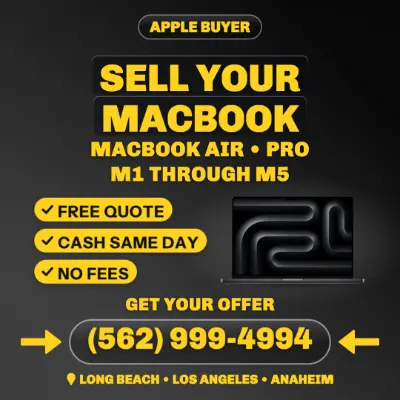 APPLE BUYER
SELL YOUR
MACBOOK
MACBOOK AIR • PRO
M1 THROUGH M5
✓ FREE QUOTE
✓ CASH SAME DAY
✓ NO FEES
GET YOUR OFFER
(562) 999-4994
LONG BEACH • LOS ANGELES • ANAHEIM